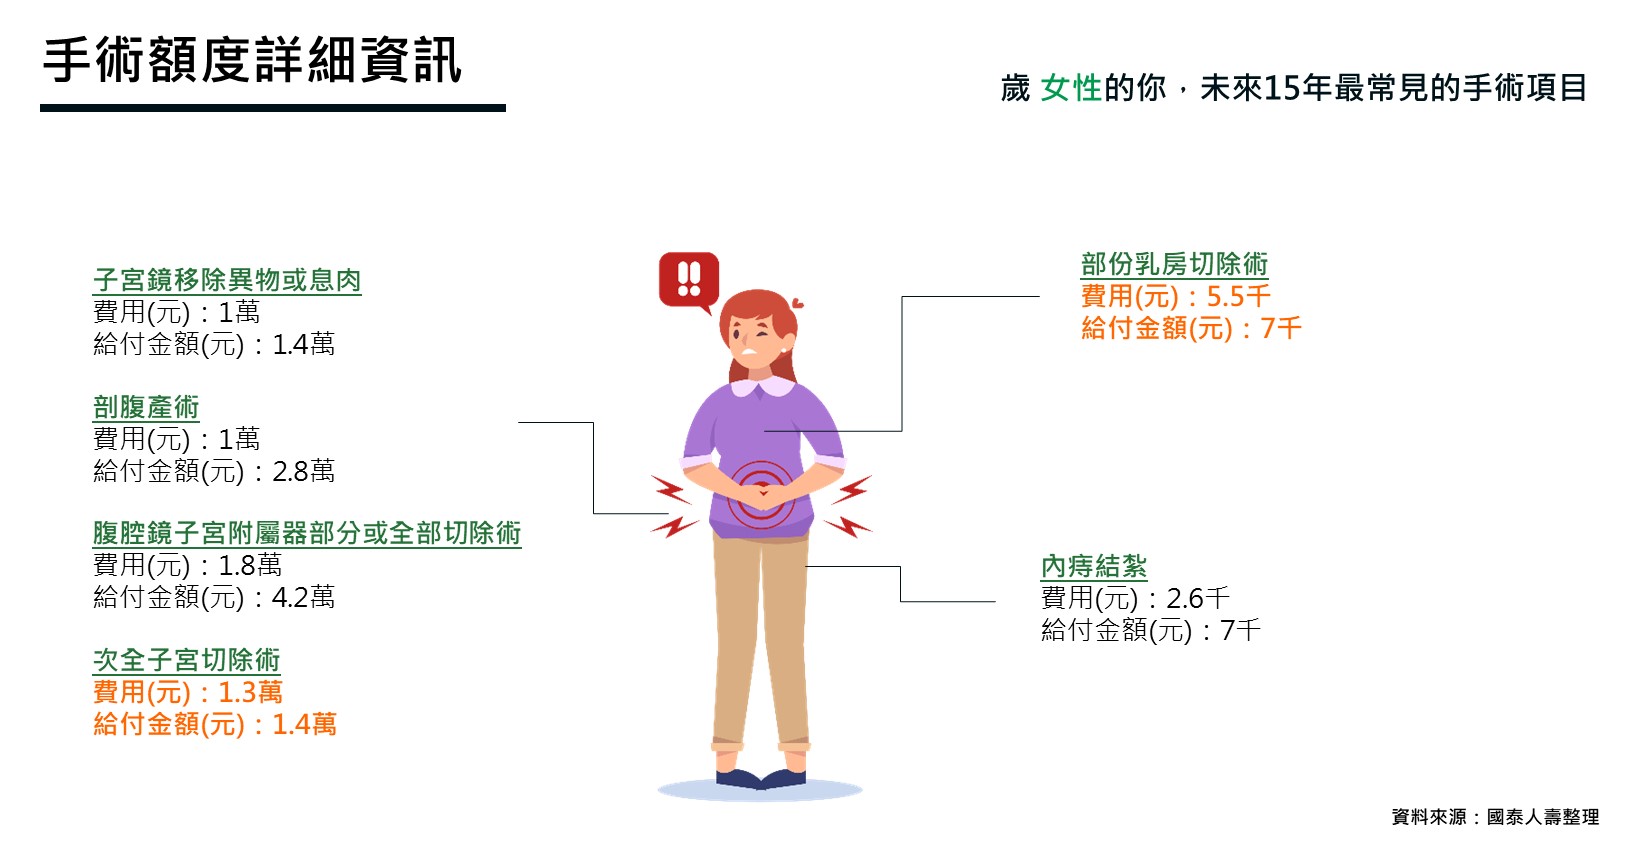 手術額度詳細資訊
歲 女性的你，未來15年最常見的手術項目
子宮鏡移除異物或息肉
費用(元)：1萬
給付金額(元)：1.4萬
剖腹產術
費用(元)：1萬
給付金額(元)：2.8萬
腹腔鏡子宮附屬器部分或全部切除術
費用(元)：1.8萬
給付金額(元)：4.2萬
次全子宮切除術
費用(元)：1.3萬
給付金額(元)：1.4萬
!!
部份乳房切除術
費用(元)：5.5千
給付金額(元)：7千
內痔結紮
費用(元)：2.6千
給付金額(元)：7千
資料來源：國泰人壽整理